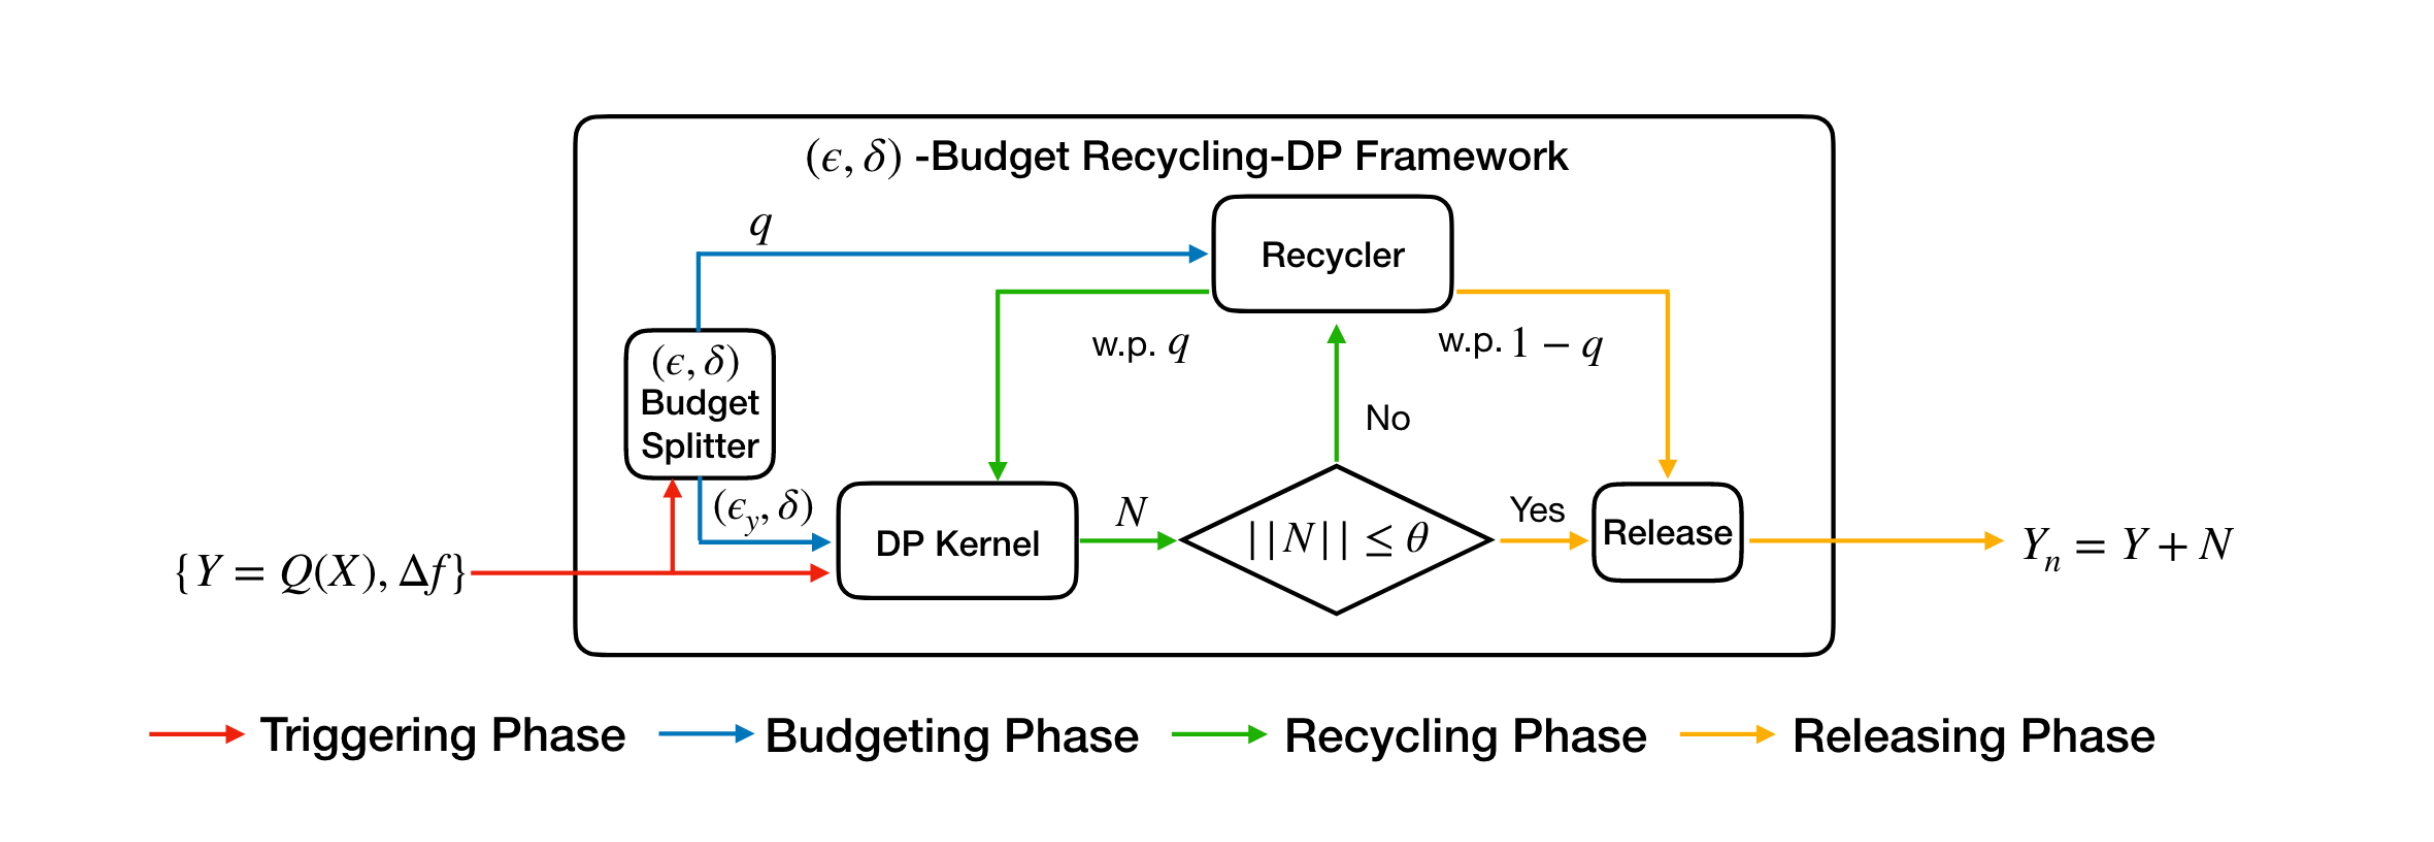 (ϵ, δ) -Budget Recycling-DP Framework
q
Recycler
w.p. q
w.p. 1 − q
(ϵ, δ)
Budget
Splitter
No
(ϵ_y, δ)
DP Kernel
N
||N|| ≤ θ
Yes
Release
{Y = Q(X), Δf}
Y_n = Y + N
Triggering Phase
Budgeting Phase
Recycling Phase
Releasing Phase